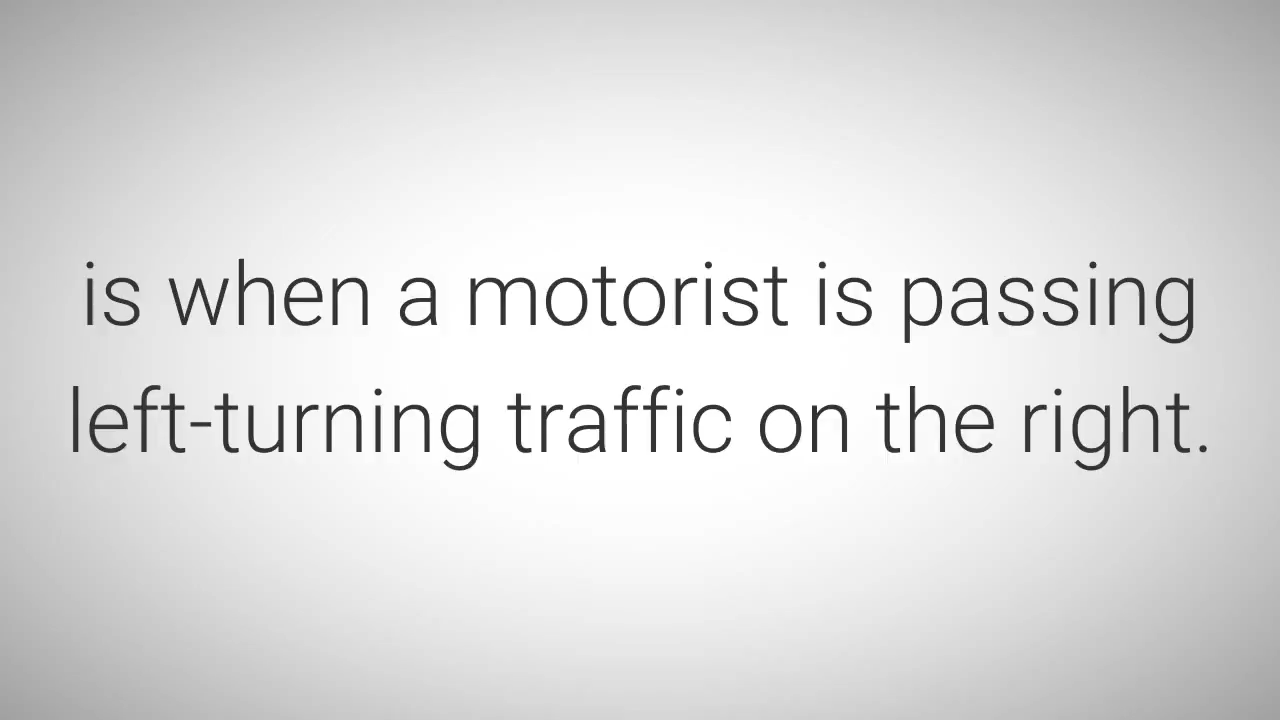 is when a motorist is passing
left-turning traffic on the right.